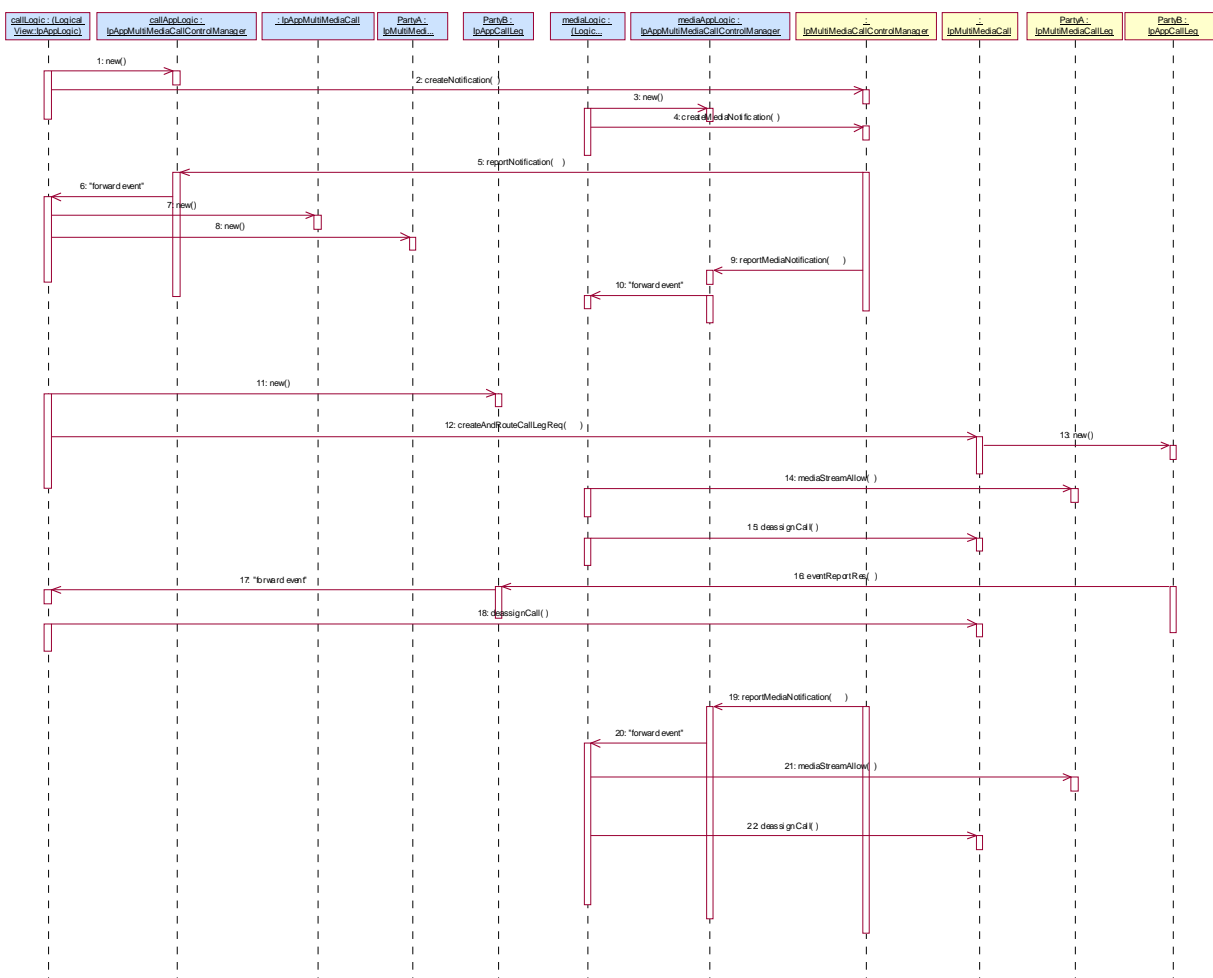 callLogic : (Logical
View::IpAppLogic)
callAppLogic :
IpAppMultiMediaCallControlManager
: IpAppMultiMediaCall
PartyA :
IpMultiMedi...
PartyB :
IpAppCallLeg
mediaLogic :
(Logic...
mediaAppLogic :
IpAppMultiMediaCallControlManager
:
IpMultiMediaCallControlManager
:
IpMultiMediaCall
PartyA :
IpMultiMediaCallLeg
PartyB :
IpAppCallLeg
1: new()
2: createNotification( )
3: new()
4: createMediaNotification( )
5: reportNotification( )
6: "forward event"
7: new()
8: new()
9: reportMediaNotification( )
10: "forward event"
11: new()
12: createAndRouteCallLegReq( )
13: new()
14: mediaStreamAllow( )
15: deassignCall( )
16: eventReportRes( )
17: "forward event"
18: deassignCall( )
19: reportMediaNotification( )
20: "forward event"
21: mediaStreamAllow( )
22: deassignCall( )